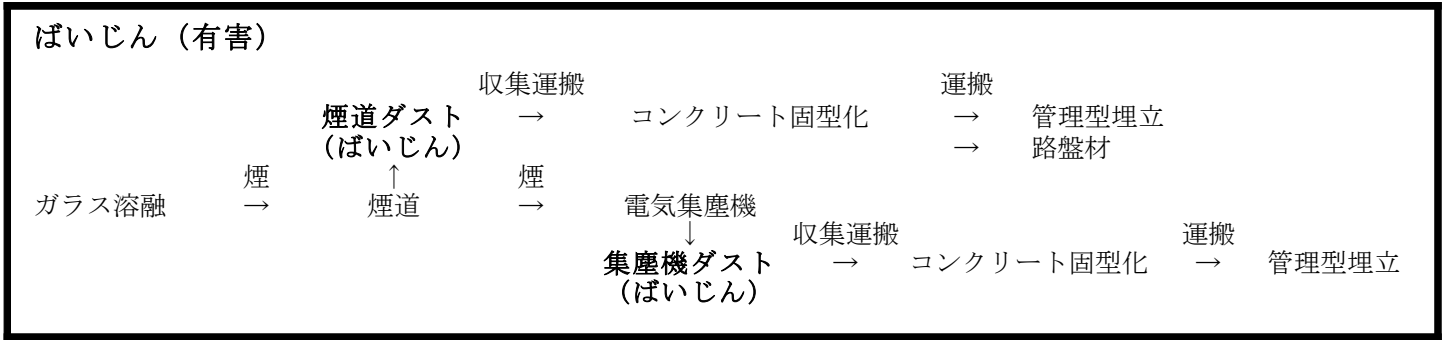 ばいじん（有害）
収集運搬 運搬
煙道ダスト → コンクリート固型化 → 管理型埋立
（ばいじん） → 路盤材
煙 ↑ 煙
ガラス溶融 → 煙道 → 電気集塵機
↓ 収集運搬 運搬
集塵機ダスト → コンクリート固型化 → 管理型埋立
（ばいじん）